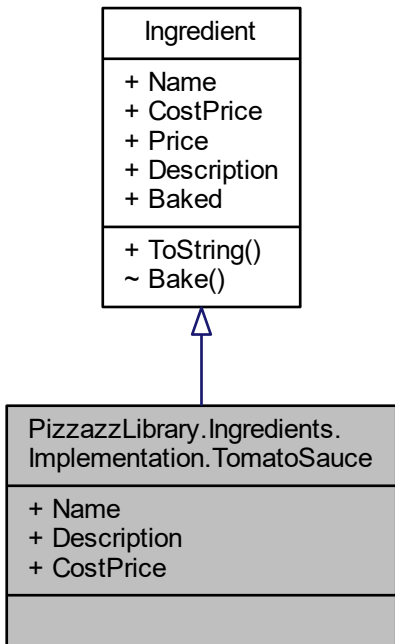 Ingredient
+ Name
+ CostPrice
+ Price
+ Description
+ Baked
+ ToString()
~ Bake()
PizzazzLibrary.Ingredients.
Implementation.TomatoSauce
+ Name
+ Description
+ CostPrice